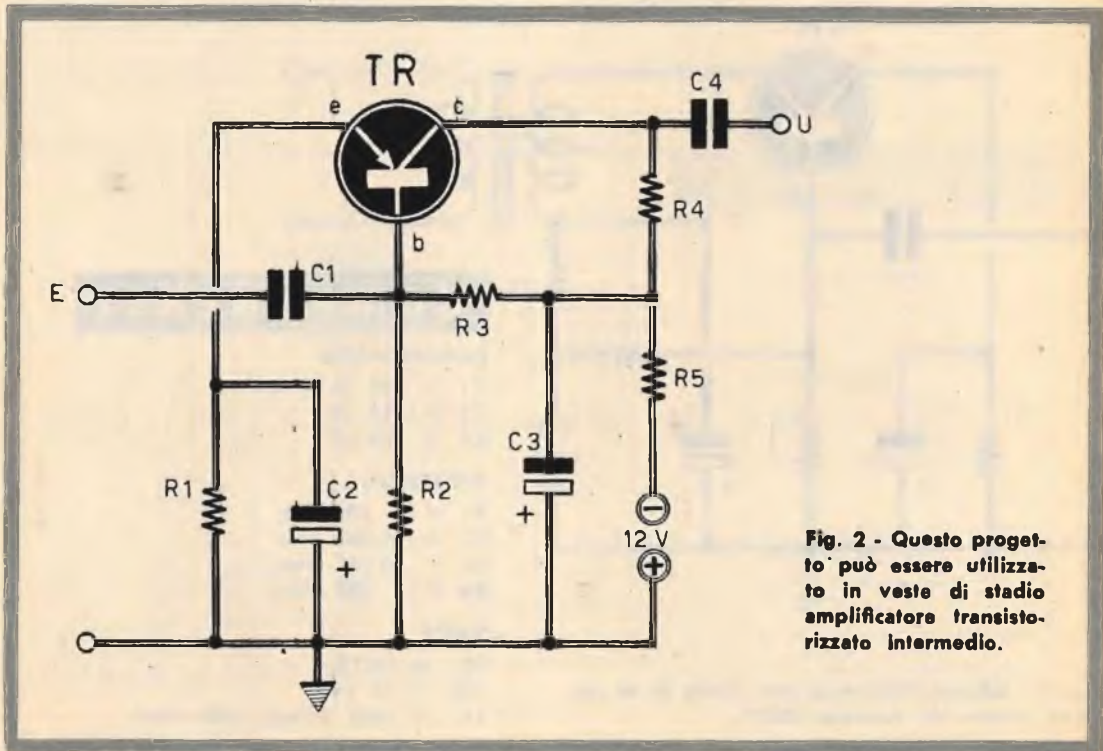 TR
e
c
C4
U
R4
b
E
C1
R3
R5
C3
R1
C2
R2
+
+
−
12 V
+
Fig. 2 - Questo proget-
to può essere utilizza-
to in veste di stadio
amplificatore transisto-
rizzato intermedio.